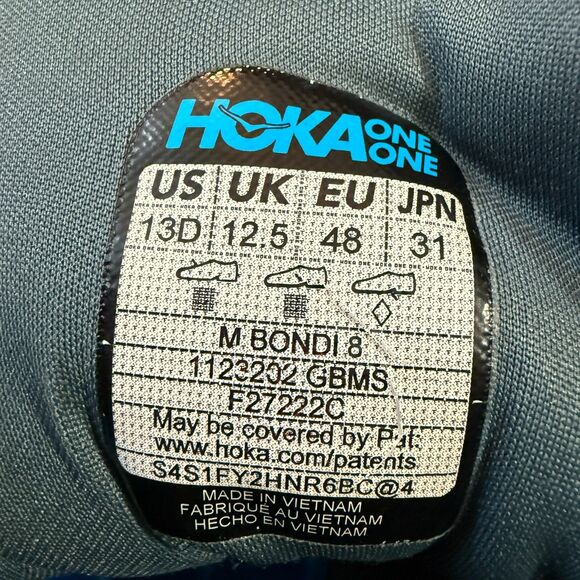 HOKA ONE ONE
US UK EU JPN
13D 12.5 48 31
M BONDI 8
1123202 GBMS
F27222C
May be covered by Pat:
www.hoka.com/patents
S4S1FY2HNR6BC@4
MADE IN VIETNAM
FABRIQUÉ AU VIETNAM
HECHO EN VIETNAM